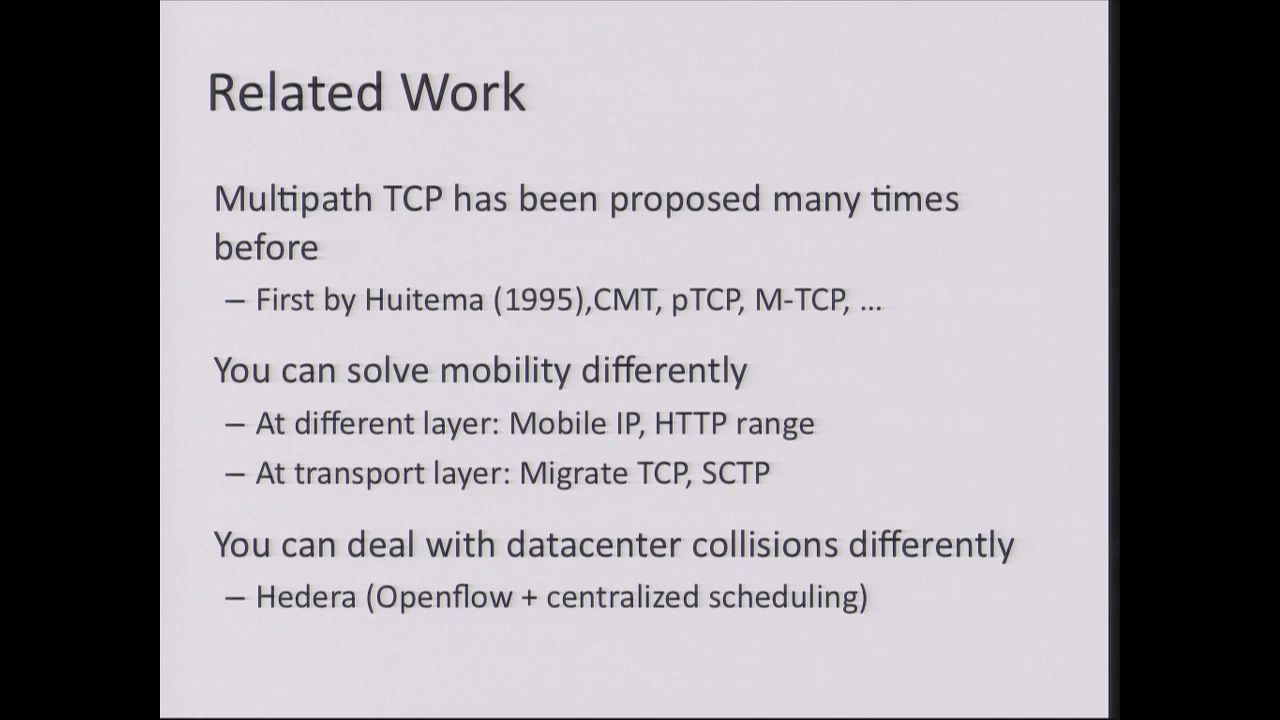 Related Work
Multipath TCP has been proposed many times
before
– First by Huitema (1995),CMT, pTCP, M-TCP, ...
You can solve mobility differently
– At different layer: Mobile IP, HTTP range
– At transport layer: Migrate TCP, SCTP
You can deal with datacenter collisions differently
– Hedera (Openflow + centralized scheduling)